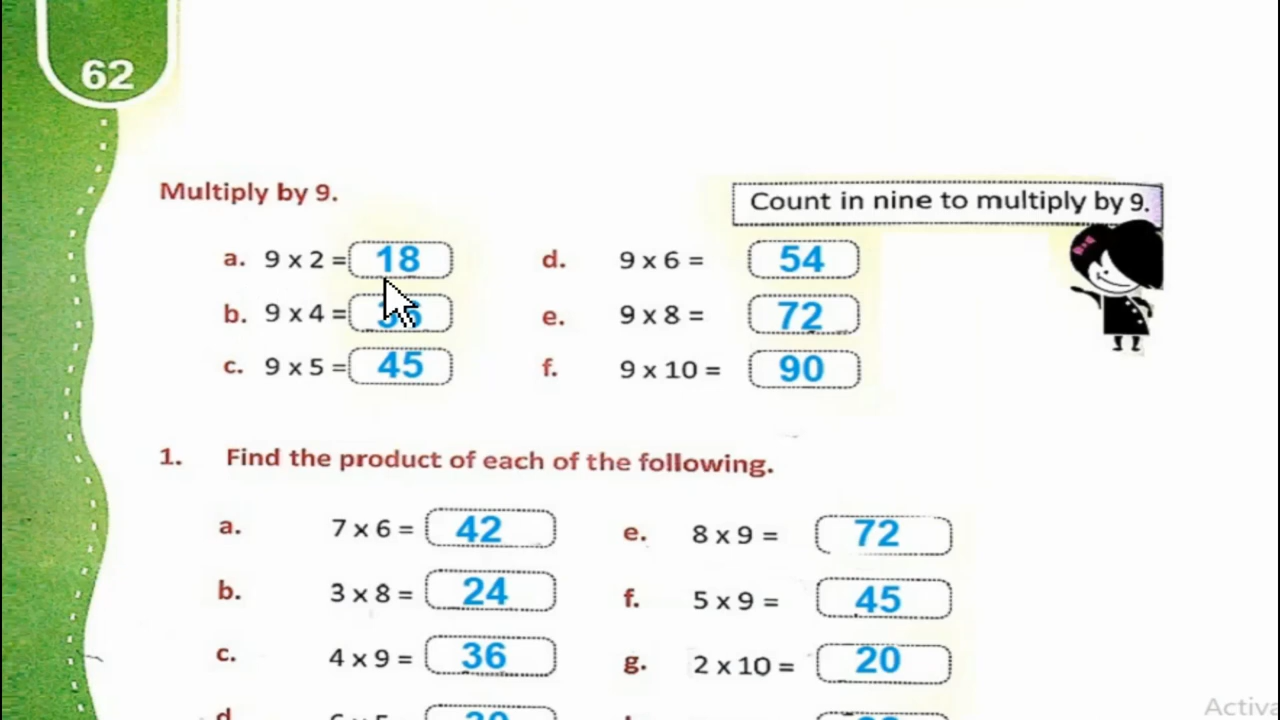 62
Multiply by 9.
Count in nine to multiply by 9.
a. 9 x 2 = 18
d. 9 x 6 = 54
b. 9 x 4 = 36
e. 9 x 8 = 72
c. 9 x 5 = 45
f. 9 x 10 = 90
1. Find the product of each of the following.
a. 7 x 6 = 42
e. 8 x 9 = 72
b. 3 x 8 = 24
f. 5 x 9 = 45
c. 4 x 9 = 36
g. 2 x 10 = 20